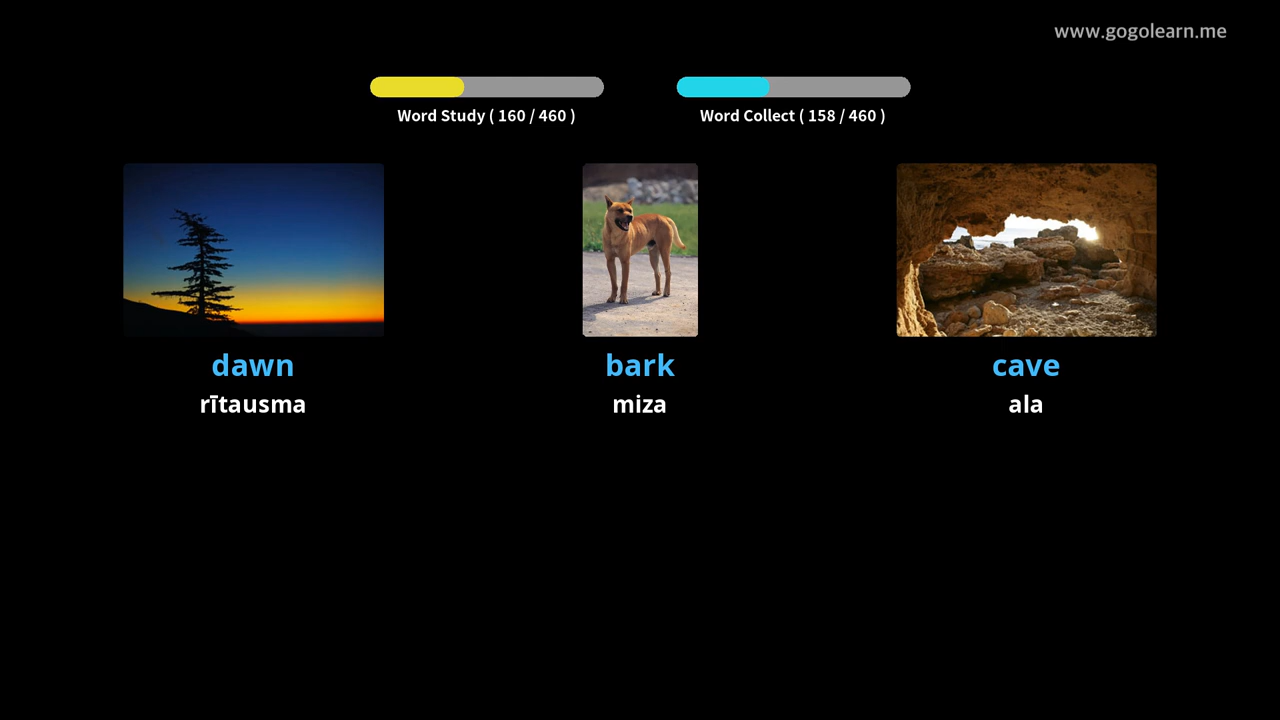 www.gogolearn.me
Word Study ( 160 / 460 )
Word Collect ( 158 / 460 )
dawn
bark
cave
rītausma
miza
ala